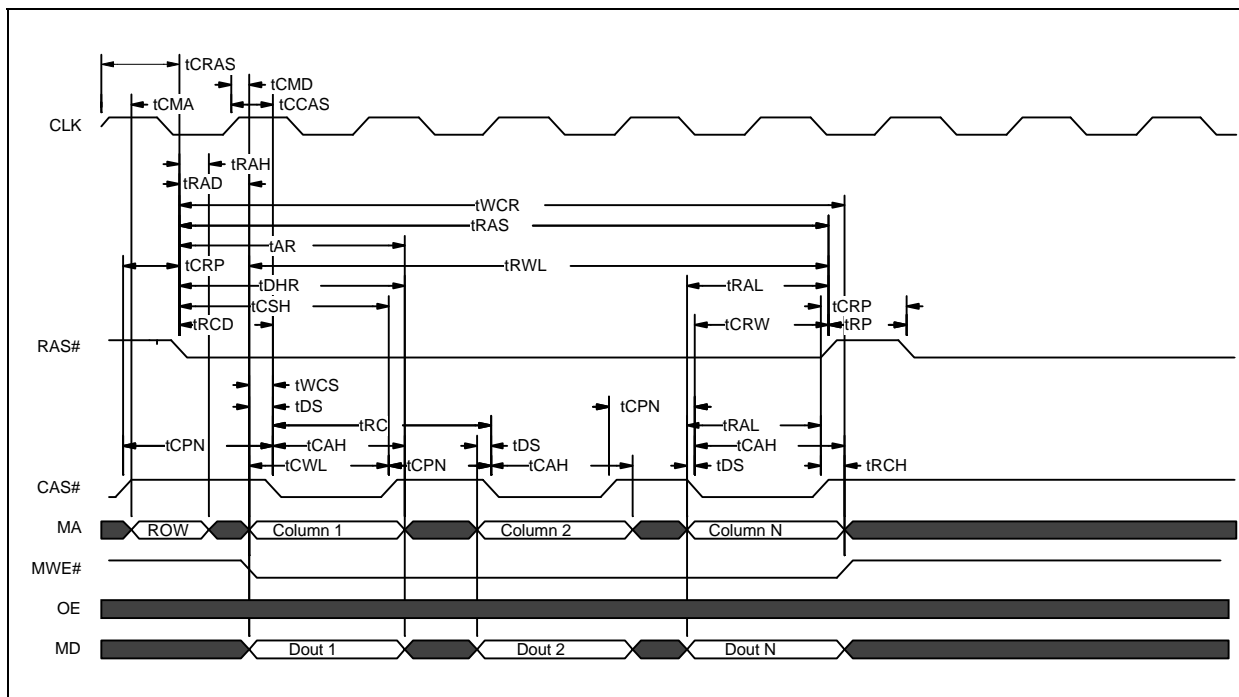 tCRAS
tCMD
tCMA
tCCAS
CLK
tRAH
tRAD
tWCR
tRAS
tAR
tCRP
tRWL
tDHR
tRAL
tCSH
tCRP
tRCD
tCRW
tRP
RAS#
tWCS
tDS
tCPN
tRC
tRAL
tCPN
tCAH
tDS
tCAH
tCWL
tCPN
tCAH
tDS
tRCH
CAS#
MA
ROW
Column 1
Column 2
Column N
MWE#
OE
MD
Dout 1
Dout 2
Dout N